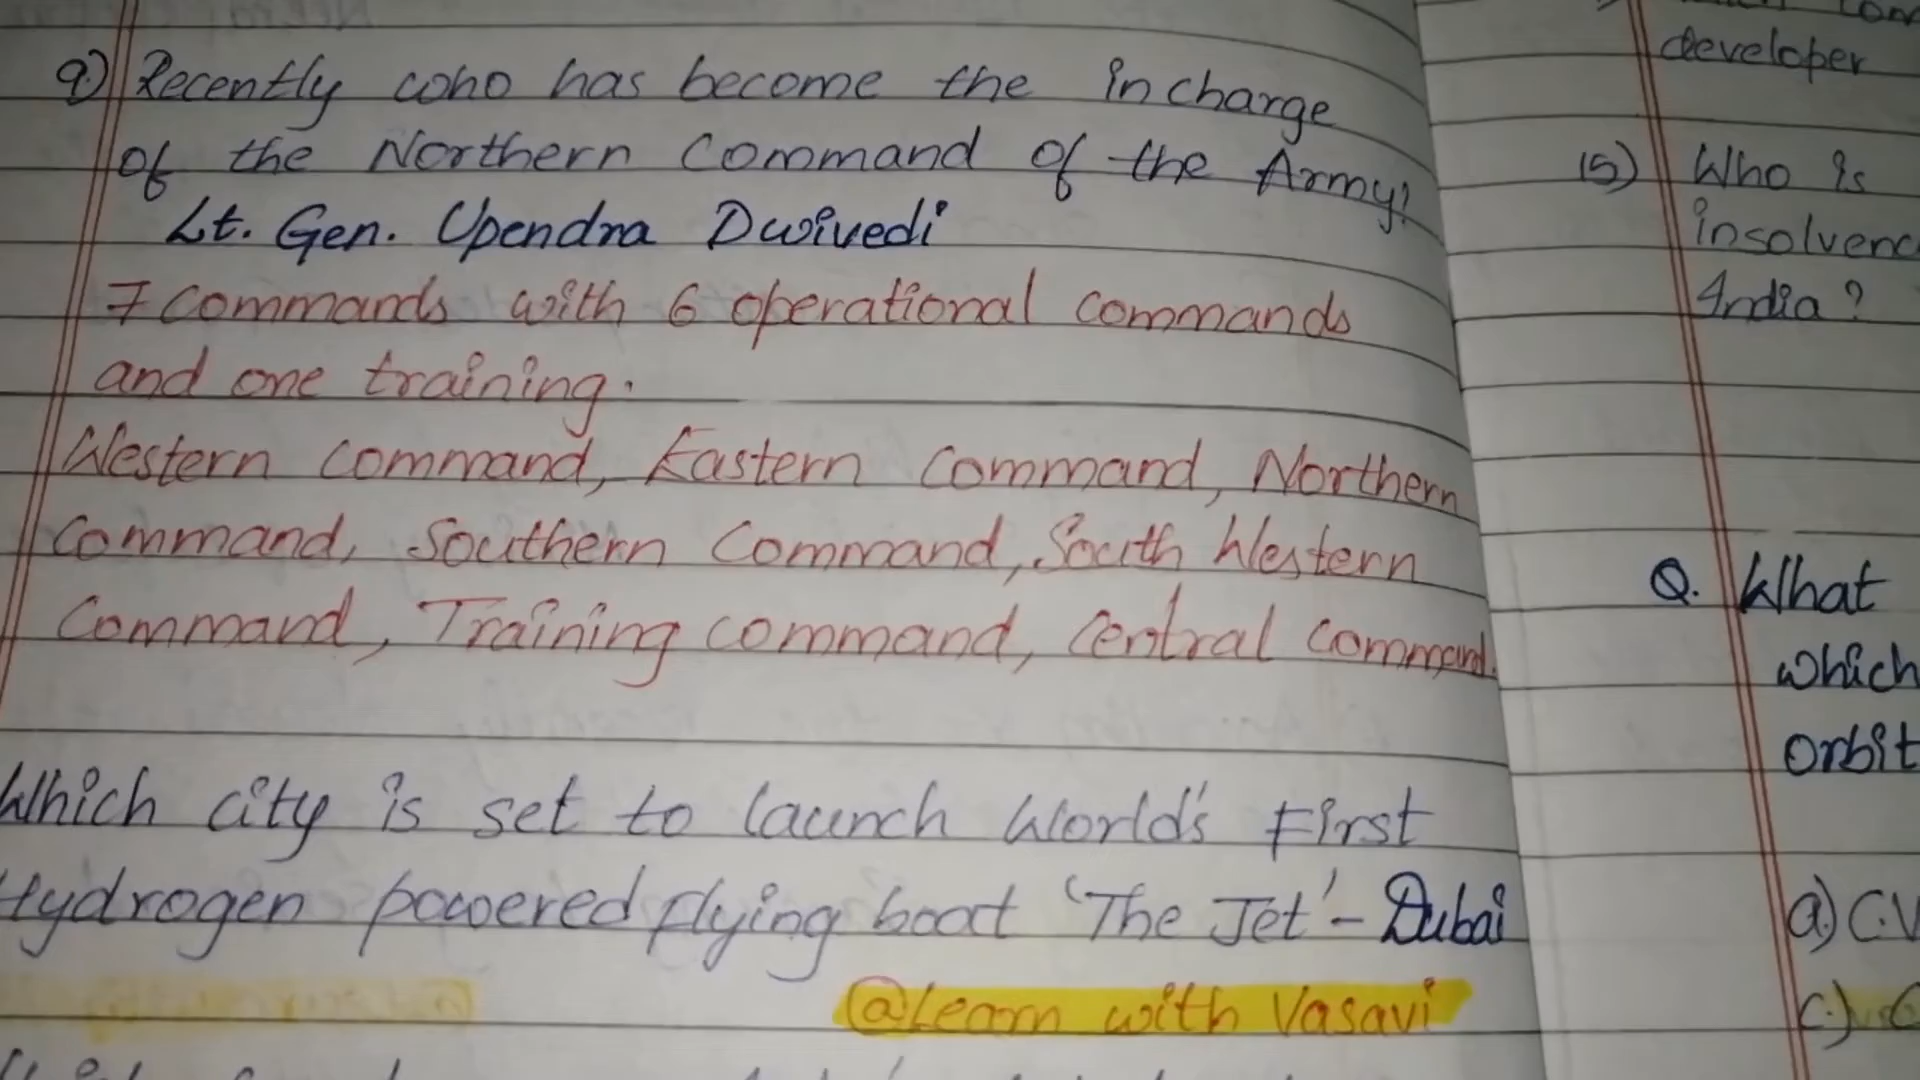 9) Recently who has become the incharge
of the Northern Command of the Army?
Lt. Gen. Upendra Dwivedi
7 commands with 6 operational commands
and one training.
Western command, Eastern Command, Northern
Command, Southern Command, South Western
Command, Training command, Central Command.
Which city is set to launch World's First
Hydrogen powered flying boat 'The Jet' - Dubai
@Learn with Vasavi
developer
15) Who is
insolvenc
India?
Q. What
which
orbit
a) C.V
c)